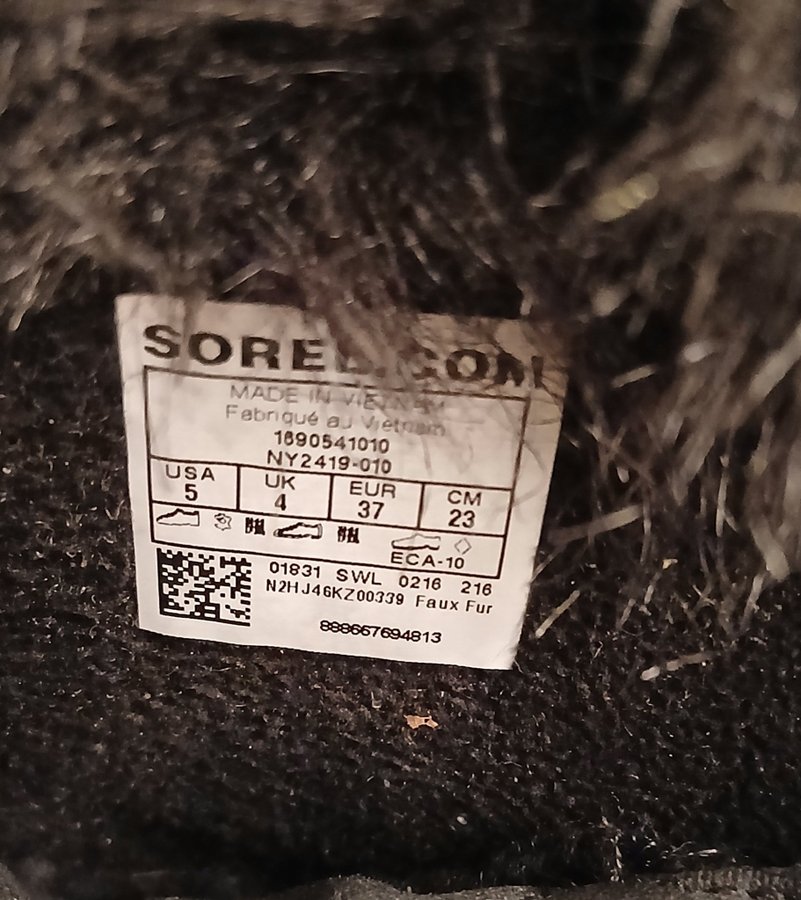 SOREL.COM
MADE IN VIETNAM
Fabriqué au Vietnam
1690541010
NY2419-010
USA UK EUR CM
5 4 37 23
ECA-10
01831 SWL 0216 216
N2HJ46KZ00339 Faux Fur
888667694813